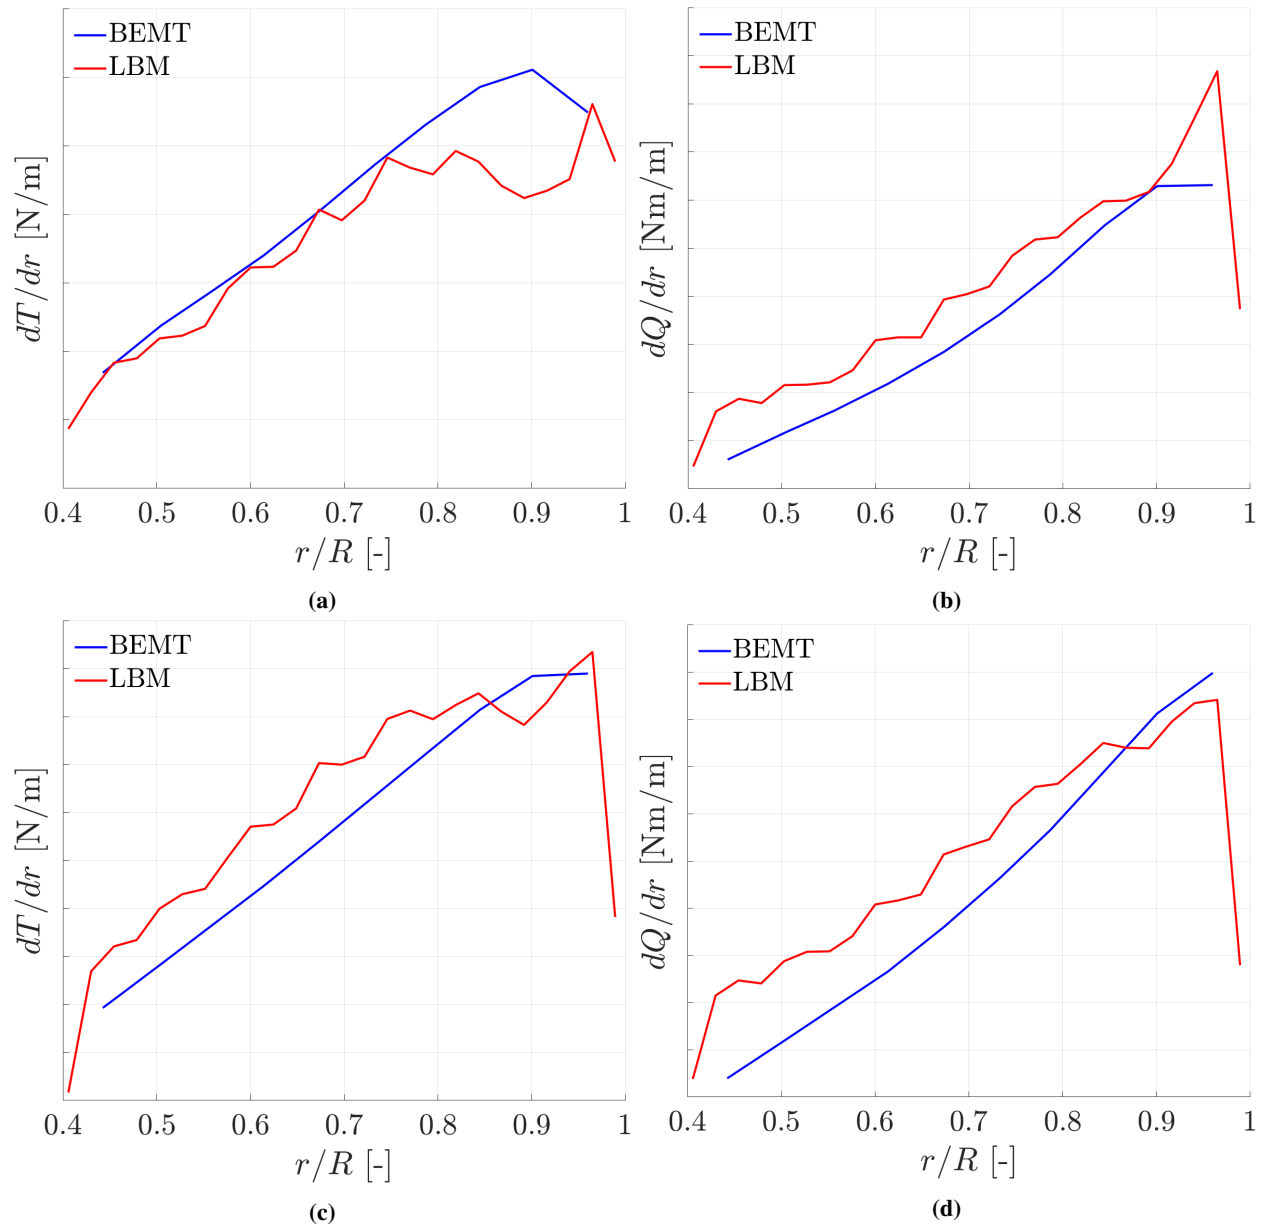 BEMT
LBM
dT/dr [N/m]
0.4 0.5 0.6 0.7 0.8 0.9 1
r/R [-]
(a)
BEMT
LBM
dQ/dr [Nm/m]
0.4 0.5 0.6 0.7 0.8 0.9 1
r/R [-]
(b)
BEMT
LBM
dT/dr [N/m]
0.4 0.5 0.6 0.7 0.8 0.9 1
r/R [-]
(c)
BEMT
LBM
dQ/dr [Nm/m]
0.4 0.5 0.6 0.7 0.8 0.9 1
r/R [-]
(d)